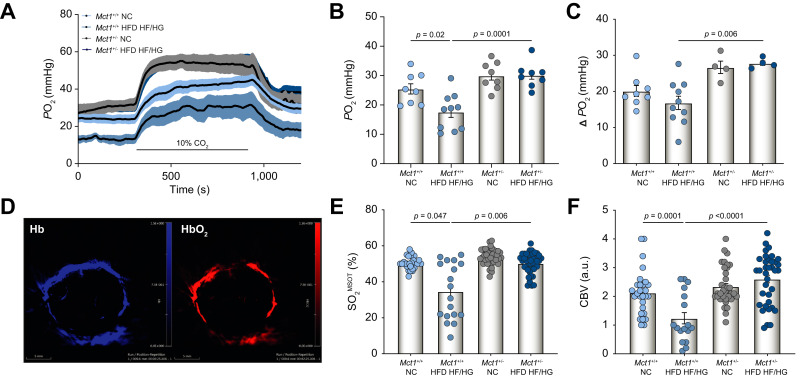 A
Mct1+/+ NC
Mct1+/+ HFD HF/HG
Mct1+/- NC
Mct1+/- HFD HF/HG
PO2 (mmHg)
80
60
40
20
0
10% CO2
0
200
400
600
800
1,000
Time (s)
B
PO2 (mmHg)
50
40
30
20
10
0
p = 0.02
p = 0.0001
Mct1+/+
NC
Mct1+/+
HFD HF/HG
Mct1+/-
NC
Mct1+/-
HFD HF/HG
C
Δ PO2 (mmHg)
40
30
20
10
0
p = 0.006
Mct1+/+
NC
Mct1+/+
HFD HF/HG
Mct1+/-
NC
Mct1+/-
HFD HF/HG
D
Hb
HbO2
E
SO2MSOT (%)
80
60
40
20
0
p = 0.047
p = 0.006
Mct1+/+
NC
Mct1+/+
HFD HF/HG
Mct1+/-
NC
Mct1+/-
HFD HF/HG
F
CBV (a.u.)
5
4
3
2
1
0
p = 0.0001
p <0.0001
Mct1+/+
NC
Mct1+/+
HFD HF/HG
Mct1+/-
NC
Mct1+/-
HFD HF/HG